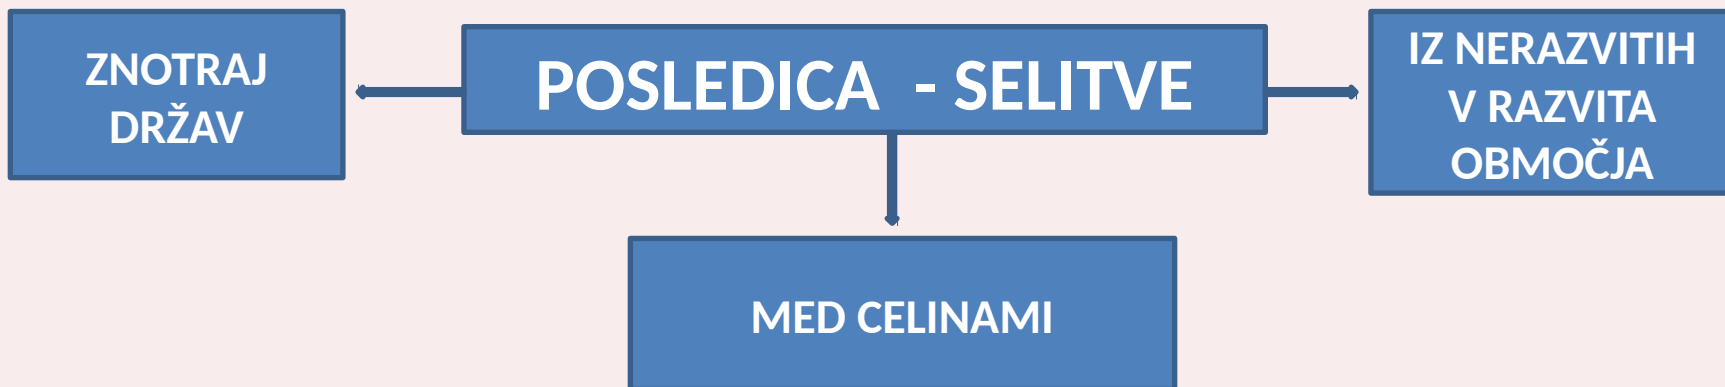 ZNOTRAJ
DRŽAV
POSLEDICA - SELITVE
IZ NERAZVITIH
V RAZVITA
OBMOČJA
MED CELINAMI